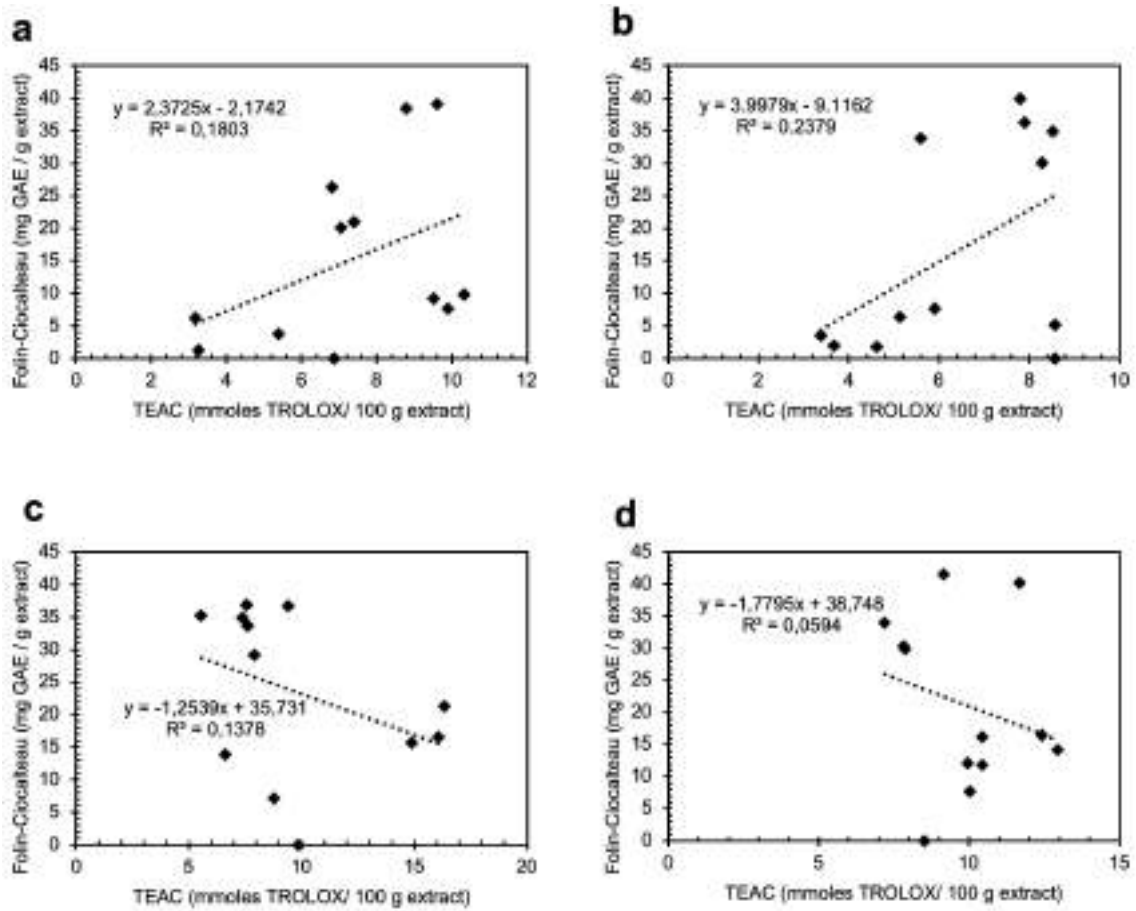 a
Folin-Ciocalteau (mg GAE / g extract)
45
40
35
30
25
20
15
10
5
0
y = 2,3725x - 2,1742
R² = 0,1803
0 2 4 6 8 10 12
TEAC (mmoles TROLOX/ 100 g extract)
b
Folin-Ciocalteau (mg GAE / g extract)
45
40
35
30
25
20
15
10
5
0
y = 3.9979x - 9.1162
R² = 0.2379
0 2 4 6 8 10
TEAC (mmoles TROLOX/ 100 g extract)
c
Folin-Ciocalteau (mg GAE / g extract)
45
40
35
30
25
20
15
10
5
0
y = -1,2539x + 35,731
R² = 0,1378
0 5 10 15 20
TEAC (mmoles TROLOX/ 100 g extract)
d
Folin-Ciocalteau (mg GAE / g extract)
45
40
35
30
25
20
15
10
5
0
y = -1,7795x + 38,748
R² = 0,0594
0 5 10 15
TEAC (mmoles TROLOX/ 100 g extract)